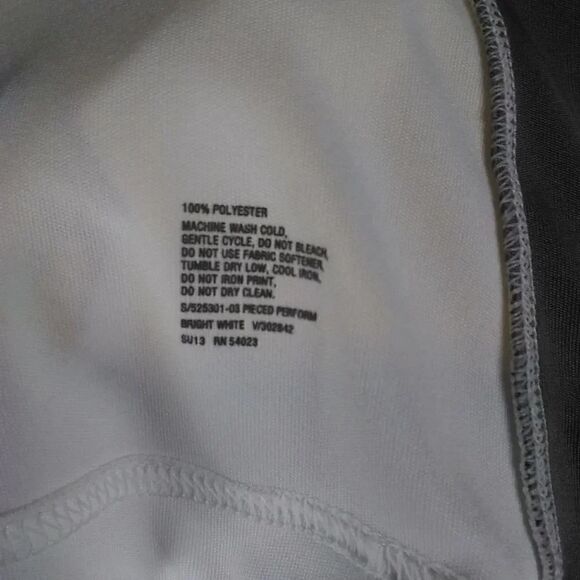 100% POLYESTER
MACHINE WASH COLD,
GENTLE CYCLE, DO NOT BLEACH,
DO NOT USE FABRIC SOFTENER,
TUMBLE DRY LOW, COOL IRON,
DO NOT IRON PRINT,
DO NOT DRY CLEAN.
S/525301-03 PIECED PERFORM
BRIGHT WHITE V/302842
SU13 RN 54023